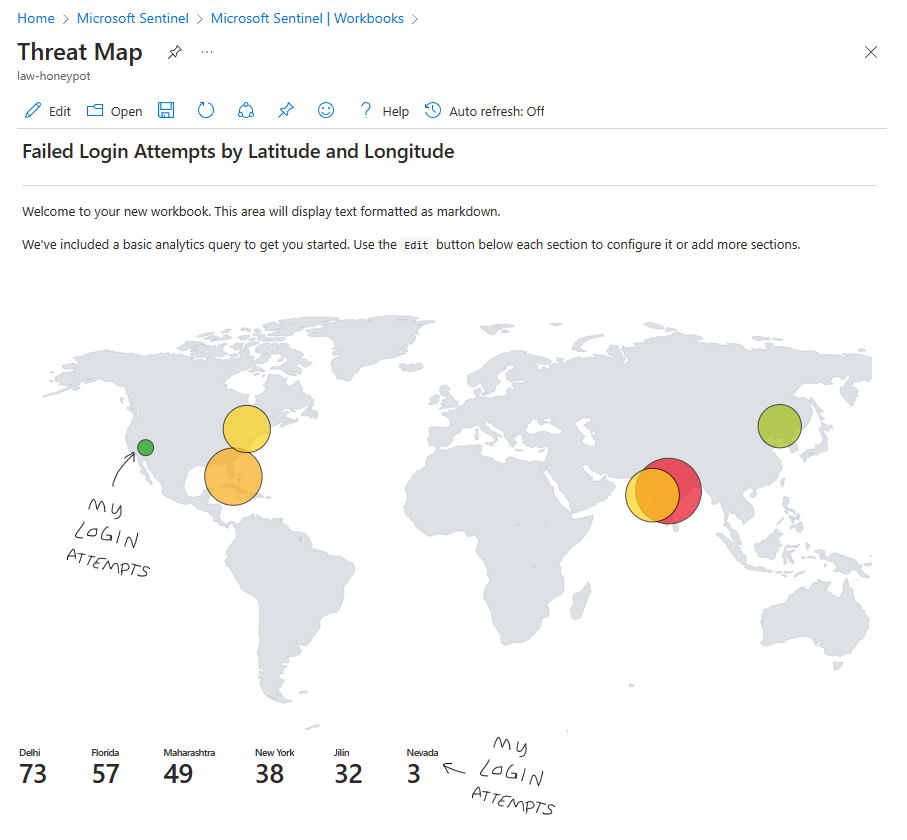 Home > Microsoft Sentinel > Microsoft Sentinel | Workbooks >
Threat Map ...
law-honeypot
Edit Open ? Help Auto refresh: Off
Failed Login Attempts by Latitude and Longitude
Welcome to your new workbook. This area will display text formatted as markdown.
We've included a basic analytics query to get you started. Use the Edit button below each section to configure it or add more sections.
MY
LOGIN
ATTEMPTS
Delhi Florida Maharashtra New York Jilin Nevada
73 57 49 38 32 3
MY
LOGIN
ATTEMPTS